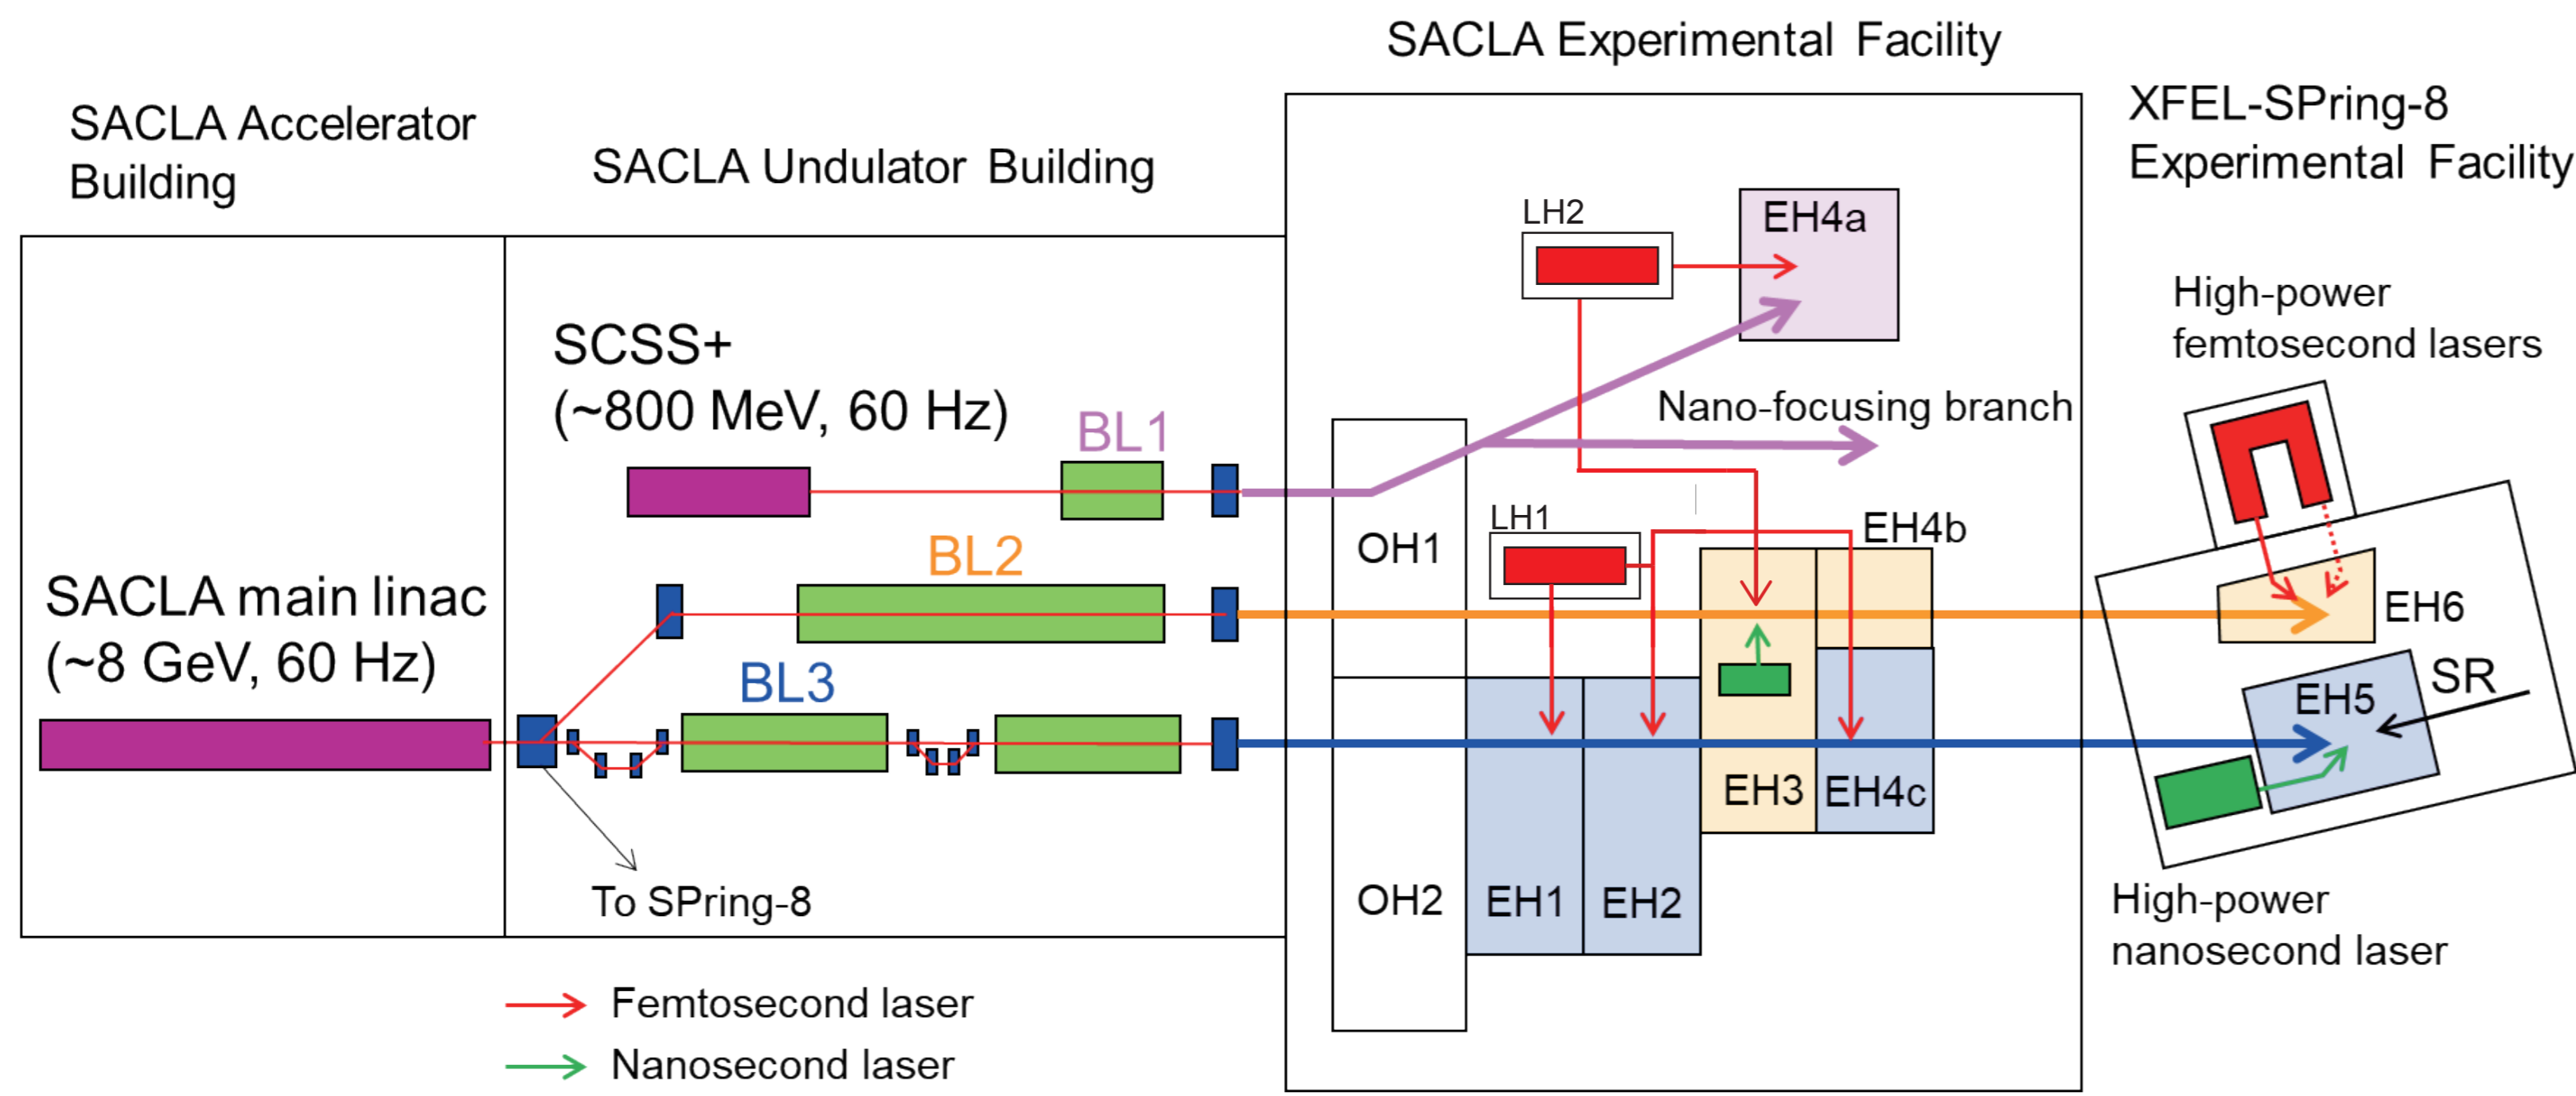 SACLA Experimental Facility
SACLA Accelerator
Building
SACLA Undulator Building
XFEL-SPring-8
Experimental Facility
LH2
EH4a
High-power
femtosecond lasers
SCSS+
(~800 MeV, 60 Hz)
BL1
Nano-focusing branch
LH1
OH1
EH4b
BL2
SACLA main linac
(~8 GeV, 60 Hz)
EH6
BL3
SR
EH5
EH3
EH4c
To SPring-8
OH2
EH1
EH2
High-power
nanosecond laser
Femtosecond laser
Nanosecond laser